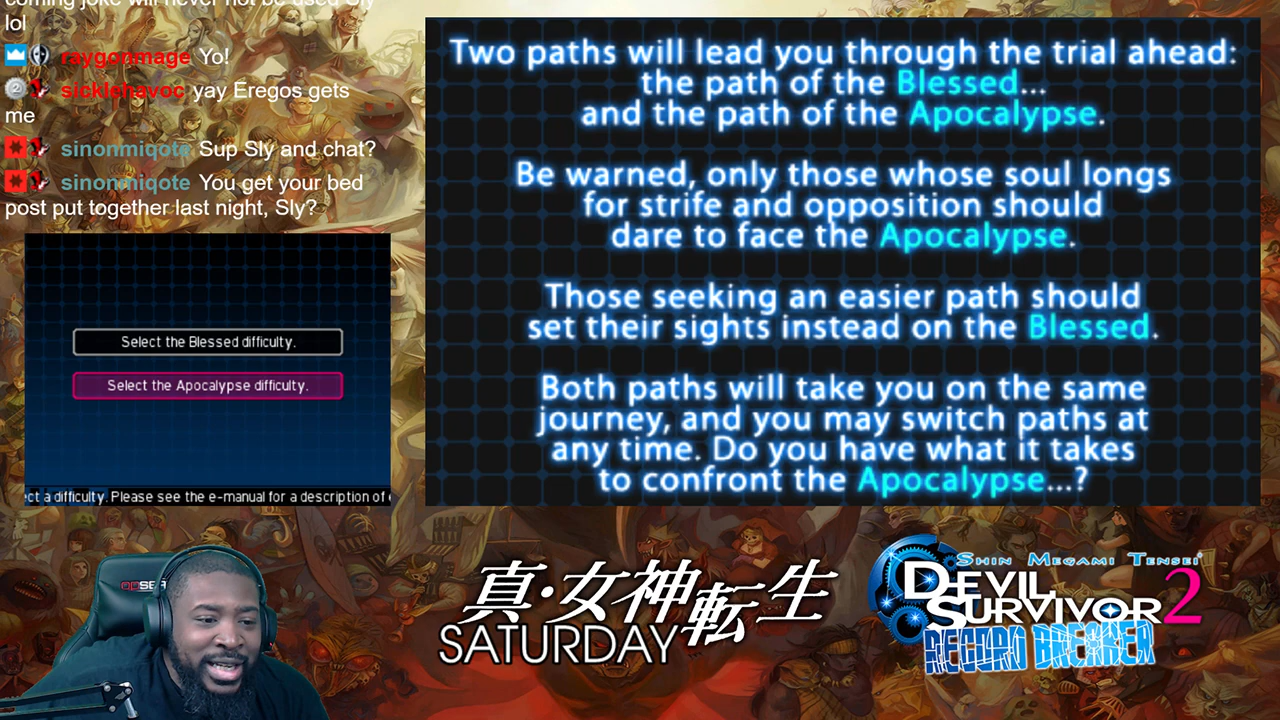 coming joke will never not be used Sly
lol
raygonmage Yo!
2 sicklehavoc yay Eregos gets
me
sinonmiqote Sup Sly and chat?
sinonmiqote You get your bed
post put together last night, Sly?
Select the Blessed difficulty.
Select the Apocalypse difficulty.
ect a difficulty. Please see the e-manual for a description of
Two paths will lead you through the trial ahead:
the path of the Blessed...
and the path of the Apocalypse.
Be warned, only those whose soul longs
for strife and opposition should
dare to face the Apocalypse.
Those seeking an easier path should
set their sights instead on the Blessed.
Both paths will take you on the same
journey, and you may switch paths at
any time. Do you have what it takes
to confront the Apocalypse...?
真・女神転生
SATURDAY
SHIN MEGAMI TENSEI
DEVIL
SURVIVOR 2
RECORD BREAKER